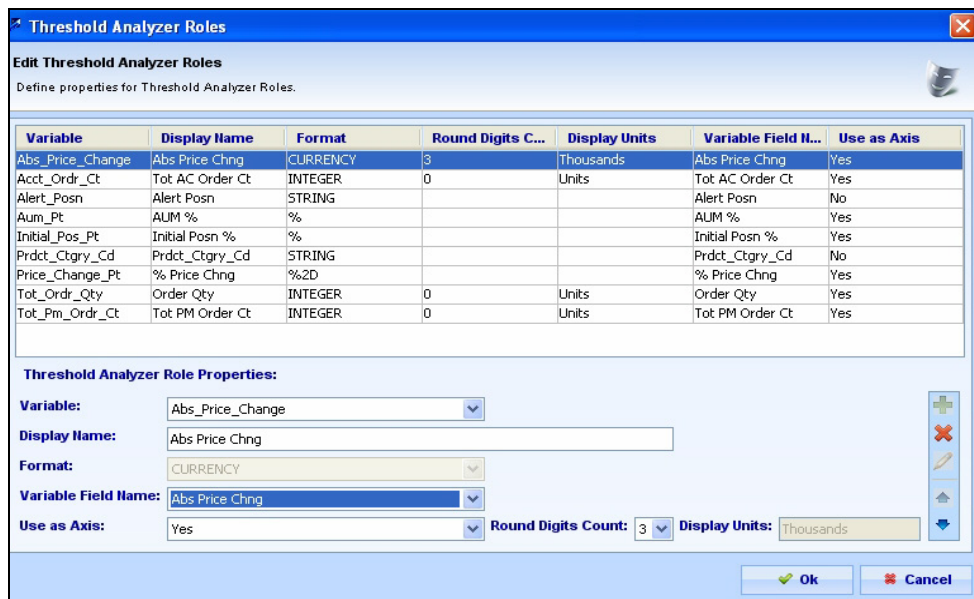 Threshold Analyzer Roles
Edit Threshold Analyzer Roles
Define properties for Threshold Analyzer Roles.
Variable Display Name Format Round Digits C... Display Units Variable Field N... Use as Axis
Abs_Price_Change Abs Price Chng CURRENCY 3 Thousands Abs Price Chng Yes
Acct_Ordr_Ct Tot AC Order Ct INTEGER 0 Units Tot AC Order Ct Yes
Alert_Posn Alert Posn STRING Alert Posn No
Aum_Pt AUM % % AUM % Yes
Initial_Pos_Pt Initial Posn % % Initial Posn % Yes
Prdct_Ctgry_Cd Prdct_Ctgry_Cd STRING Prdct_Ctgry_Cd No
Price_Change_Pt % Price Chng %2D % Price Chng Yes
Tot_Ordr_Qty Order Qty INTEGER 0 Units Order Qty Yes
Tot_Pm_Ordr_Ct Tot PM Order Ct INTEGER 0 Units Tot PM Order Ct Yes
Threshold Analyzer Role Properties:
Variable: Abs_Price_Change
Display Name: Abs Price Chng
Format: CURRENCY
Variable Field Name: Abs Price Chng
Use as Axis: Yes Round Digits Count: 3 Display Units: Thousands
Ok Cancel